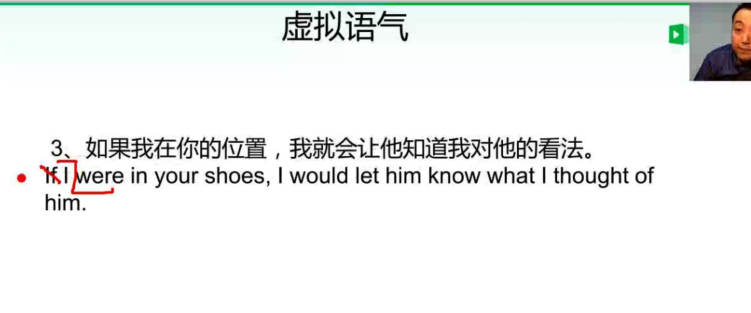 虚拟语气
3、如果我在你的位置，我就会让他知道我对他的看法。
If I were in your shoes, I would let him know what I thought of
him.